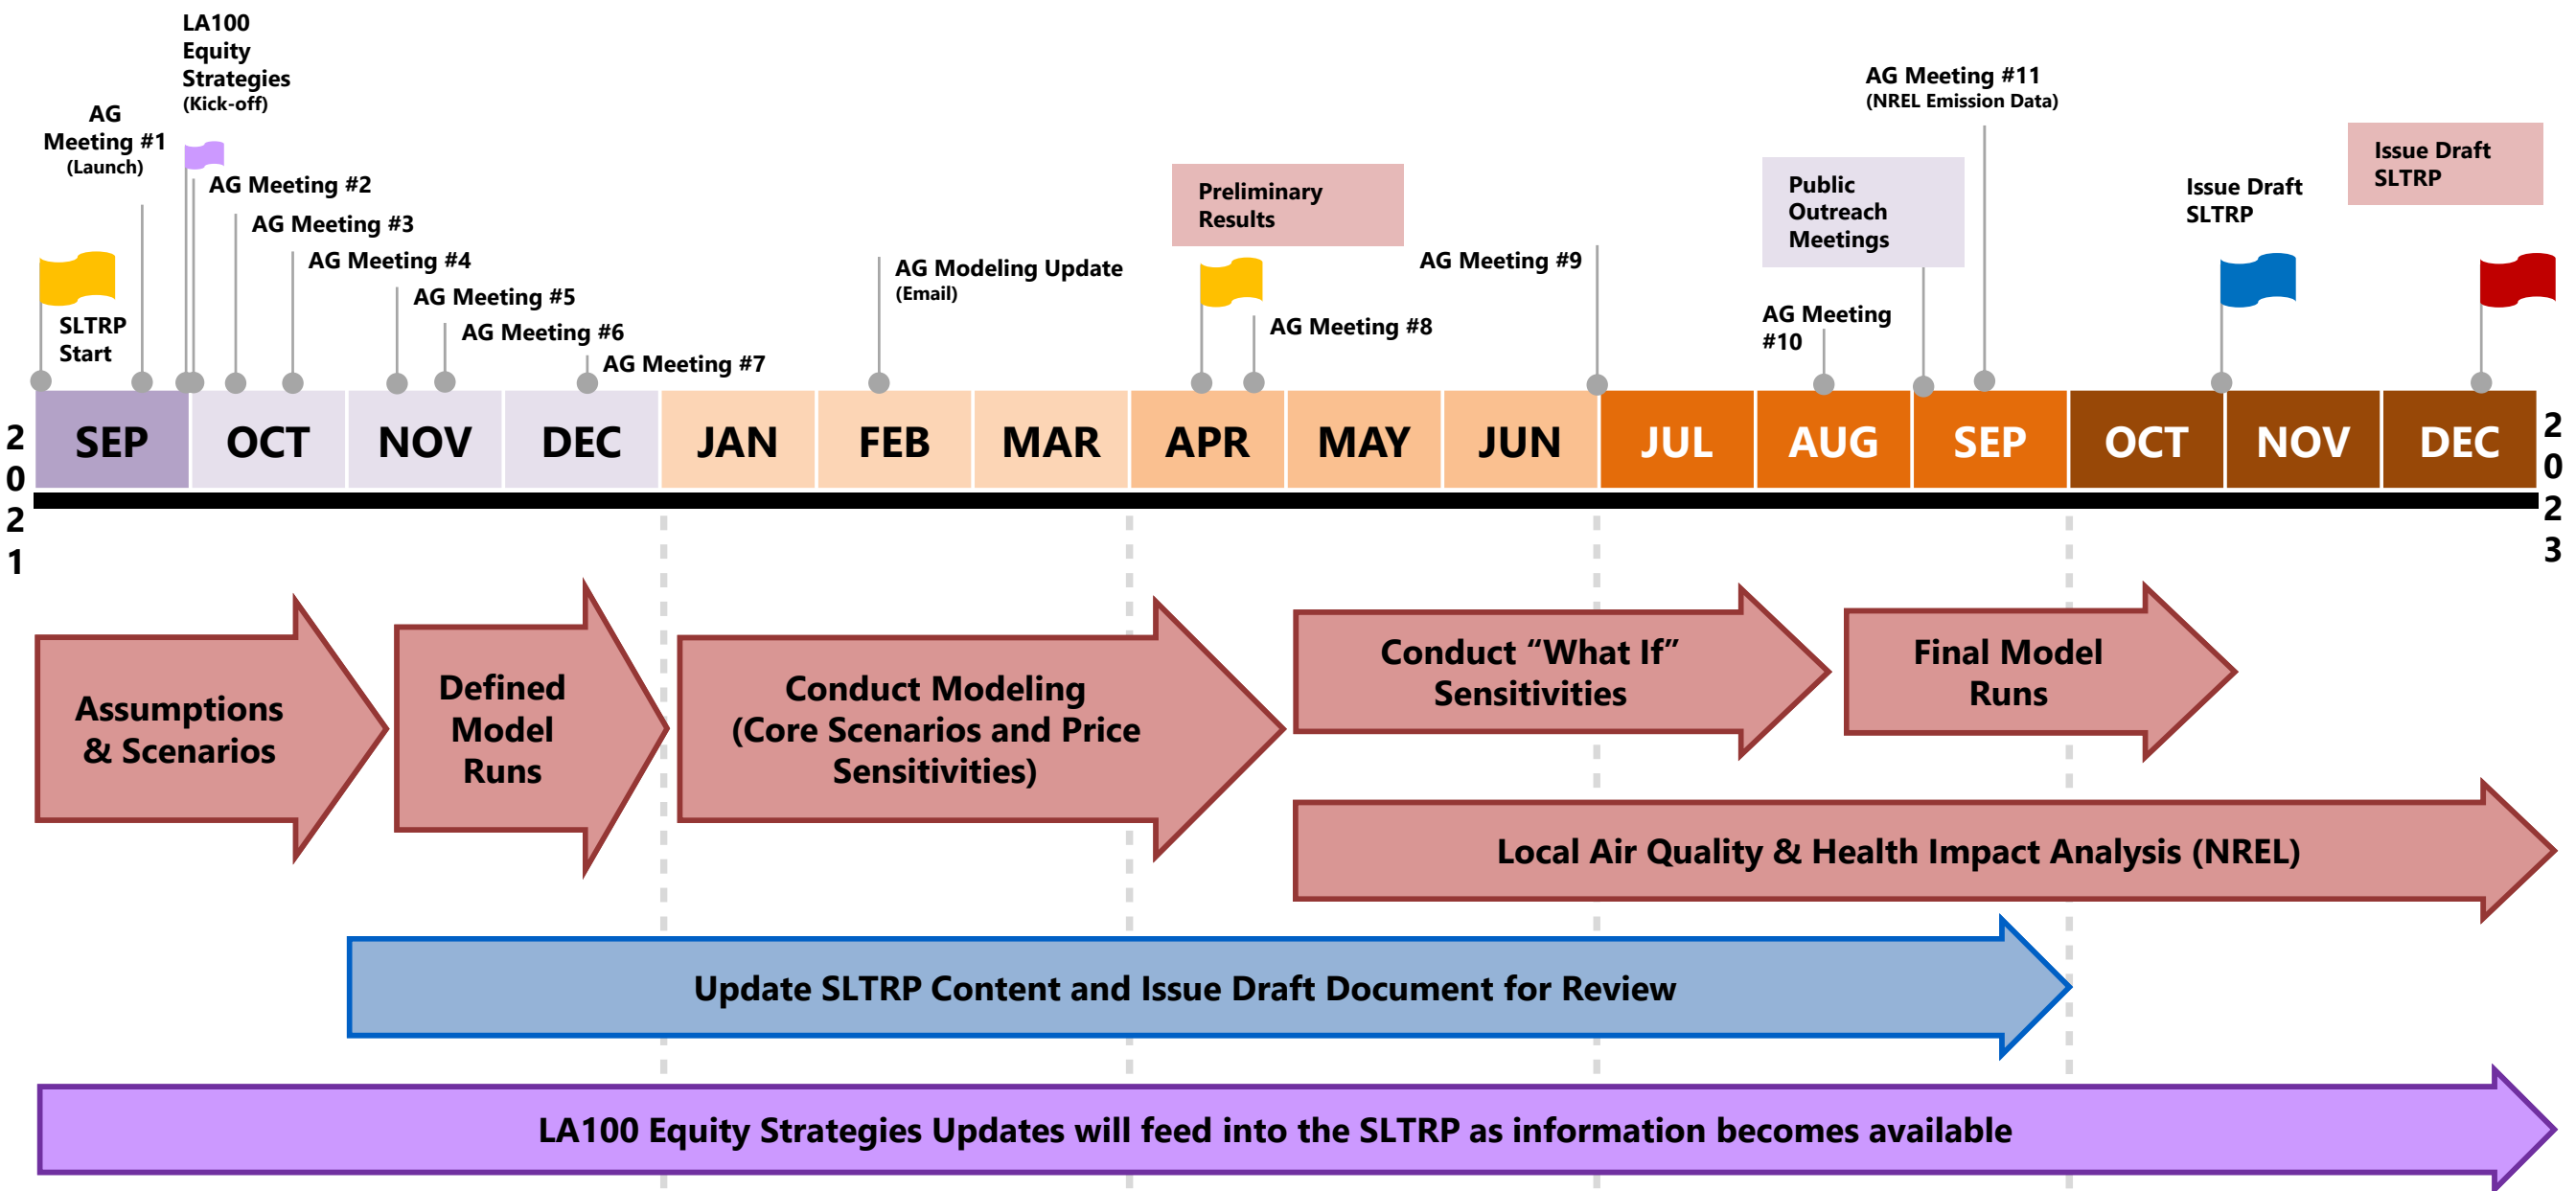 LA100
Equity
Strategies
(Kick-off)
AG
Meeting #1
(Launch)
AG Meeting #2
AG Meeting #3
AG Meeting #4
AG Meeting #5
AG Meeting #6
AG Meeting #7
SLTRP
Start
AG Modeling Update
(Email)
Preliminary
Results
AG Meeting #8
AG Meeting #9
Public
Outreach
Meetings
AG Meeting
#10
AG Meeting #11
(NREL Emission Data)
Issue Draft
SLTRP
Issue Draft
SLTRP
2
0
2
1
SEP OCT NOV DEC JAN FEB MAR APR MAY JUN JUL AUG SEP OCT NOV DEC
2
0
2
3
Assumptions
& Scenarios
Defined
Model
Runs
Conduct Modeling
(Core Scenarios and Price
Sensitivities)
Conduct “What If”
Sensitivities
Final Model
Runs
Local Air Quality & Health Impact Analysis (NREL)
Update SLTRP Content and Issue Draft Document for Review
LA100 Equity Strategies Updates will feed into the SLTRP as information becomes available